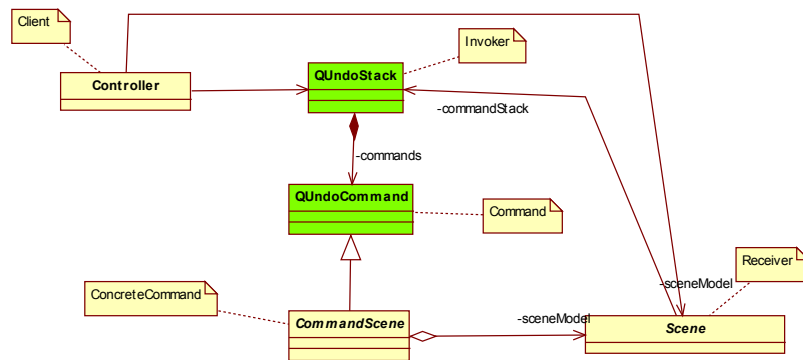 Client
Controller
QUndoStack
Invoker
-commandStack
-commands
QUndoCommand
Command
ConcreteCommand
CommandScene
-sceneModel
-sceneModel
Receiver
Scene